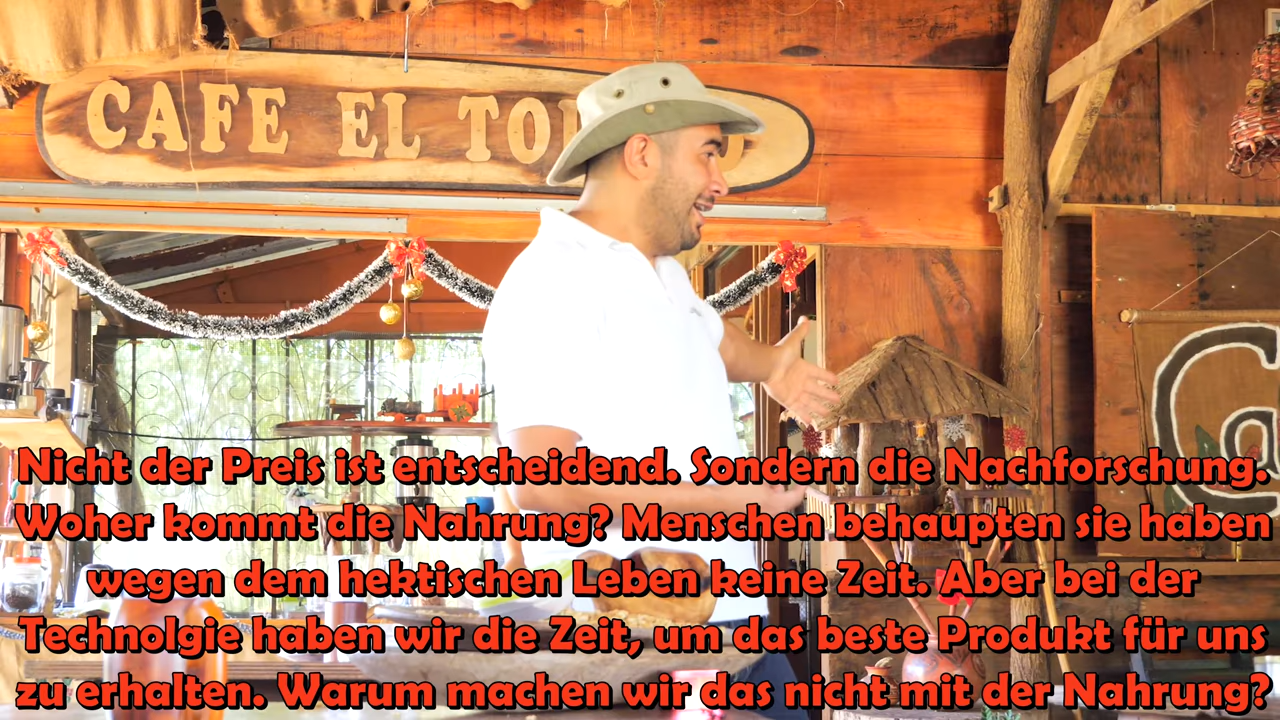 CAFE EL
Nicht der Preis ist entscheidend. Sondern die Nachforschung.
Woher kommt die Nahrung? Menschen behaupten sie haben
wegen dem hektischen Leben keine Zeit. Aber bei der
Technolgie haben wir die Zeit, um das beste Produkt für uns
zu erhalten. Warum machen wir das nicht mit der Nahrung?